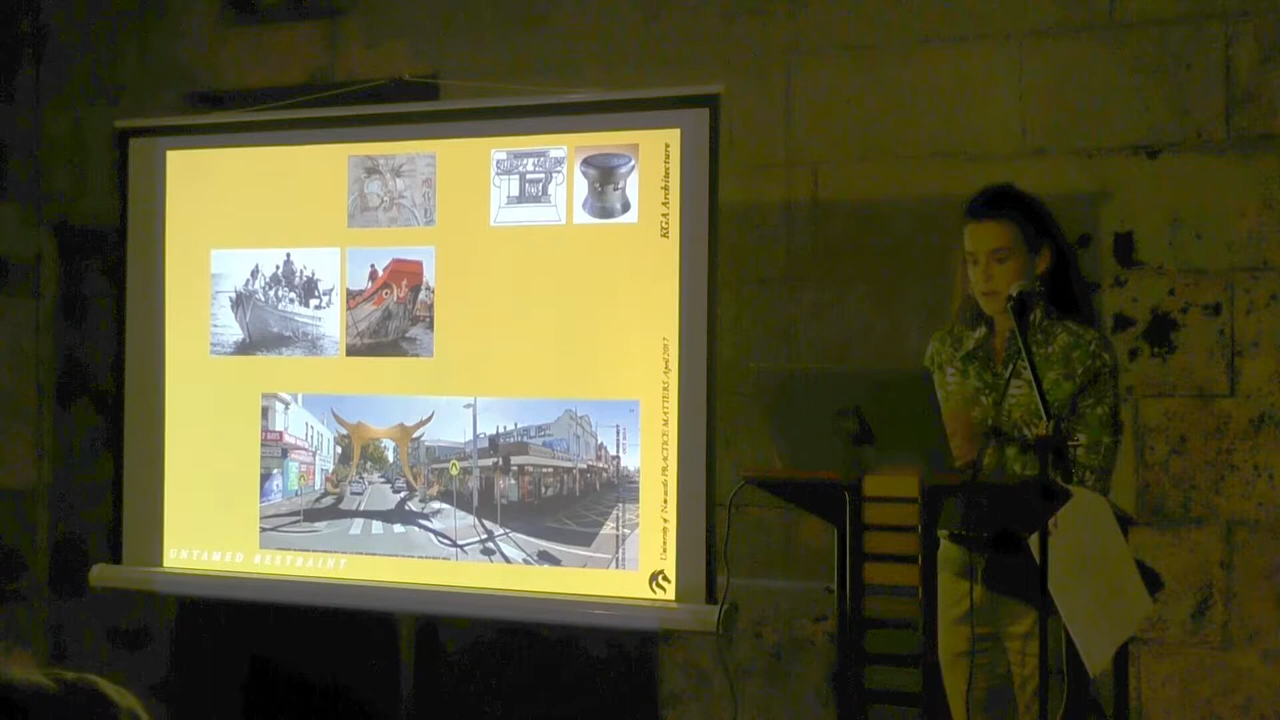 KGA Architecture
University of Newcastle PRACTICE MATTERS April 2017
UNTAMED RESTRAINT